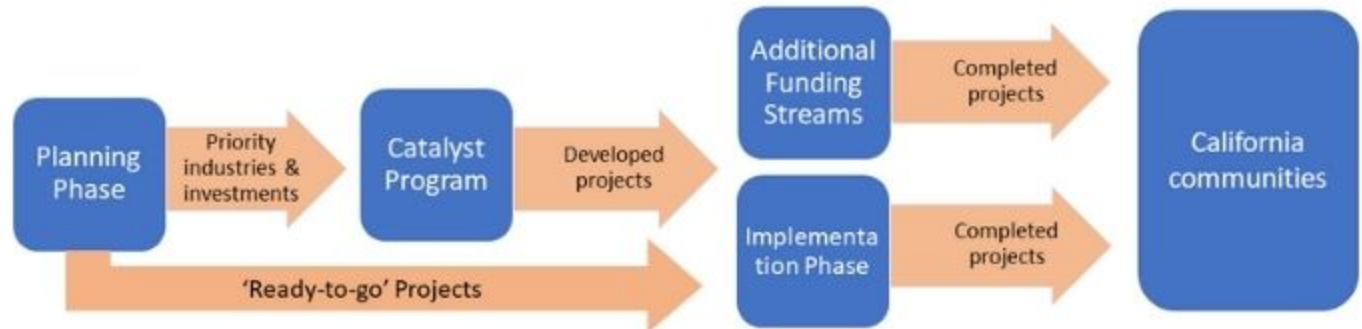 Planning
Phase
Priority
industries &
investments
Catalyst
Program
Developed
projects
'Ready-to-go' Projects
Additional
Funding
Streams
Completed
projects
Implementa
tion Phase
Completed
projects
California
communities